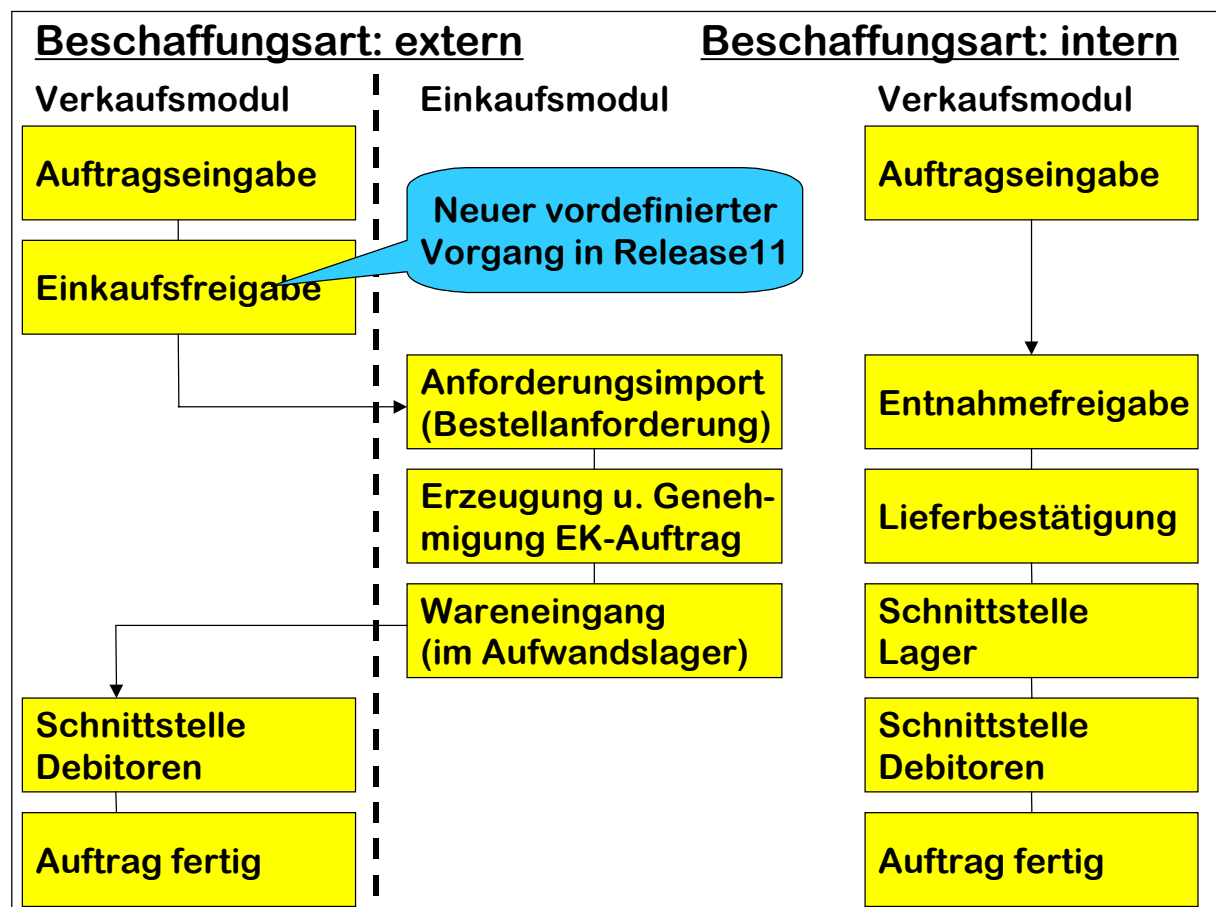 Beschaffungsart: extern
Beschaffungsart: intern
Verkaufsmodul
Einkaufsmodul
Verkaufsmodul
Auftragseingabe
Einkaufsfreigabe
Neuer vordefinierter
Vorgang in Release11
Anforderungsimport
(Bestellanforderung)
Erzeugung u. Geneh-
migung EK-Auftrag
Wareneingang
(im Aufwandslager)
Schnittstelle
Debitoren
Auftrag fertig
Auftragseingabe
Entnahmefreigabe
Lieferbestätigung
Schnittstelle
Lager
Schnittstelle
Debitoren
Auftrag fertig